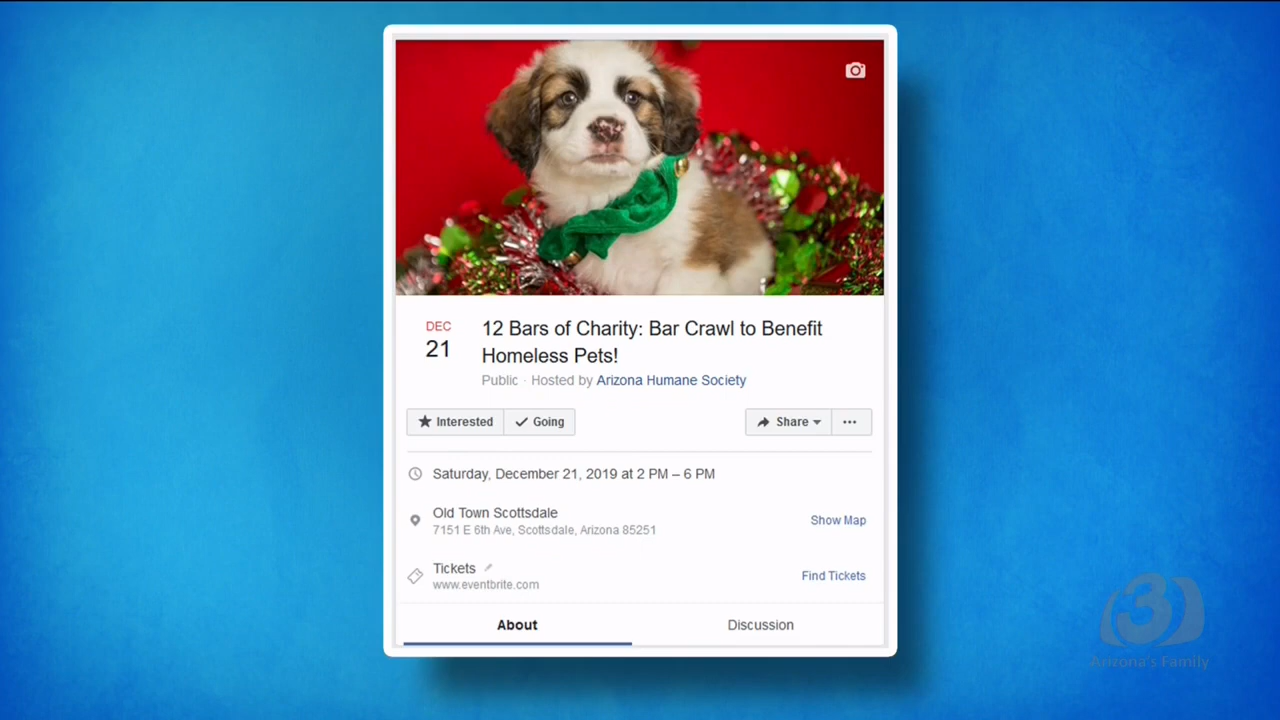 DEC
21
12 Bars of Charity: Bar Crawl to Benefit
Homeless Pets!
Public · Hosted by Arizona Humane Society
Interested
Going
Share
Saturday, December 21, 2019 at 2 PM – 6 PM
Old Town Scottsdale
7151 E 6th Ave, Scottsdale, Arizona 85251
Show Map
Tickets
www.eventbrite.com
Find Tickets
About
Discussion
3
Arizona's Family